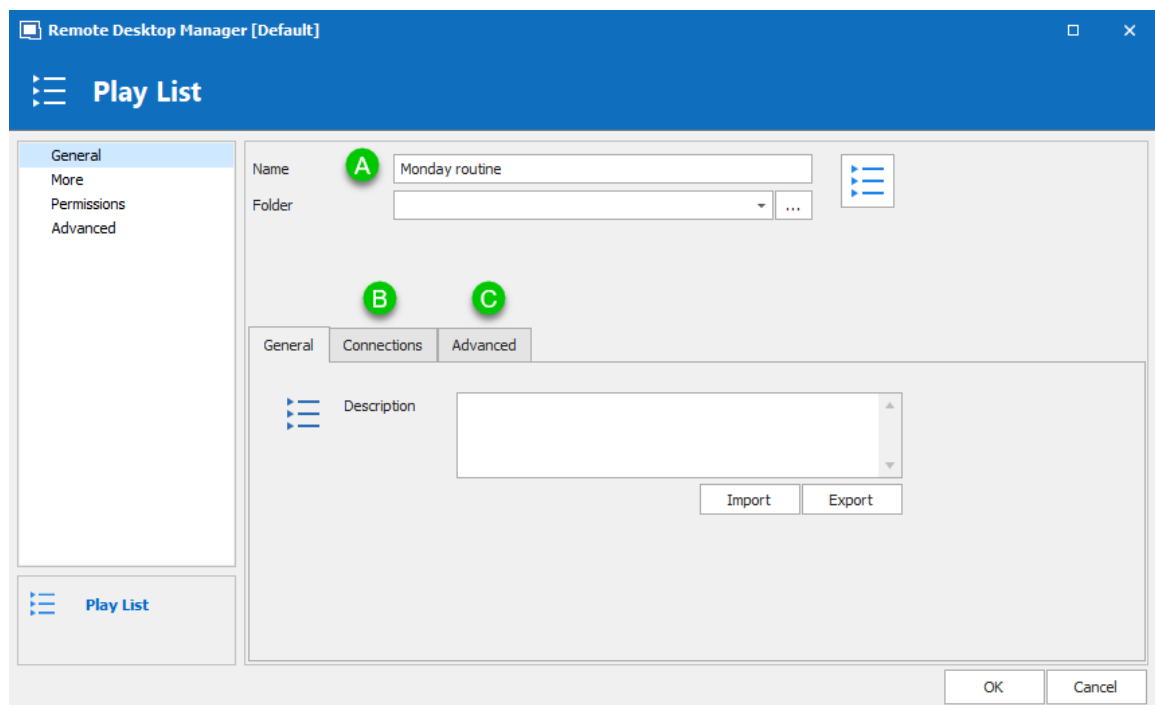 Remote Desktop Manager [Default]
Play List
General
More
Permissions
Advanced
Play List
Name A Monday routine
Folder ...
B C
General Connections Advanced
Description
Import Export
OK Cancel